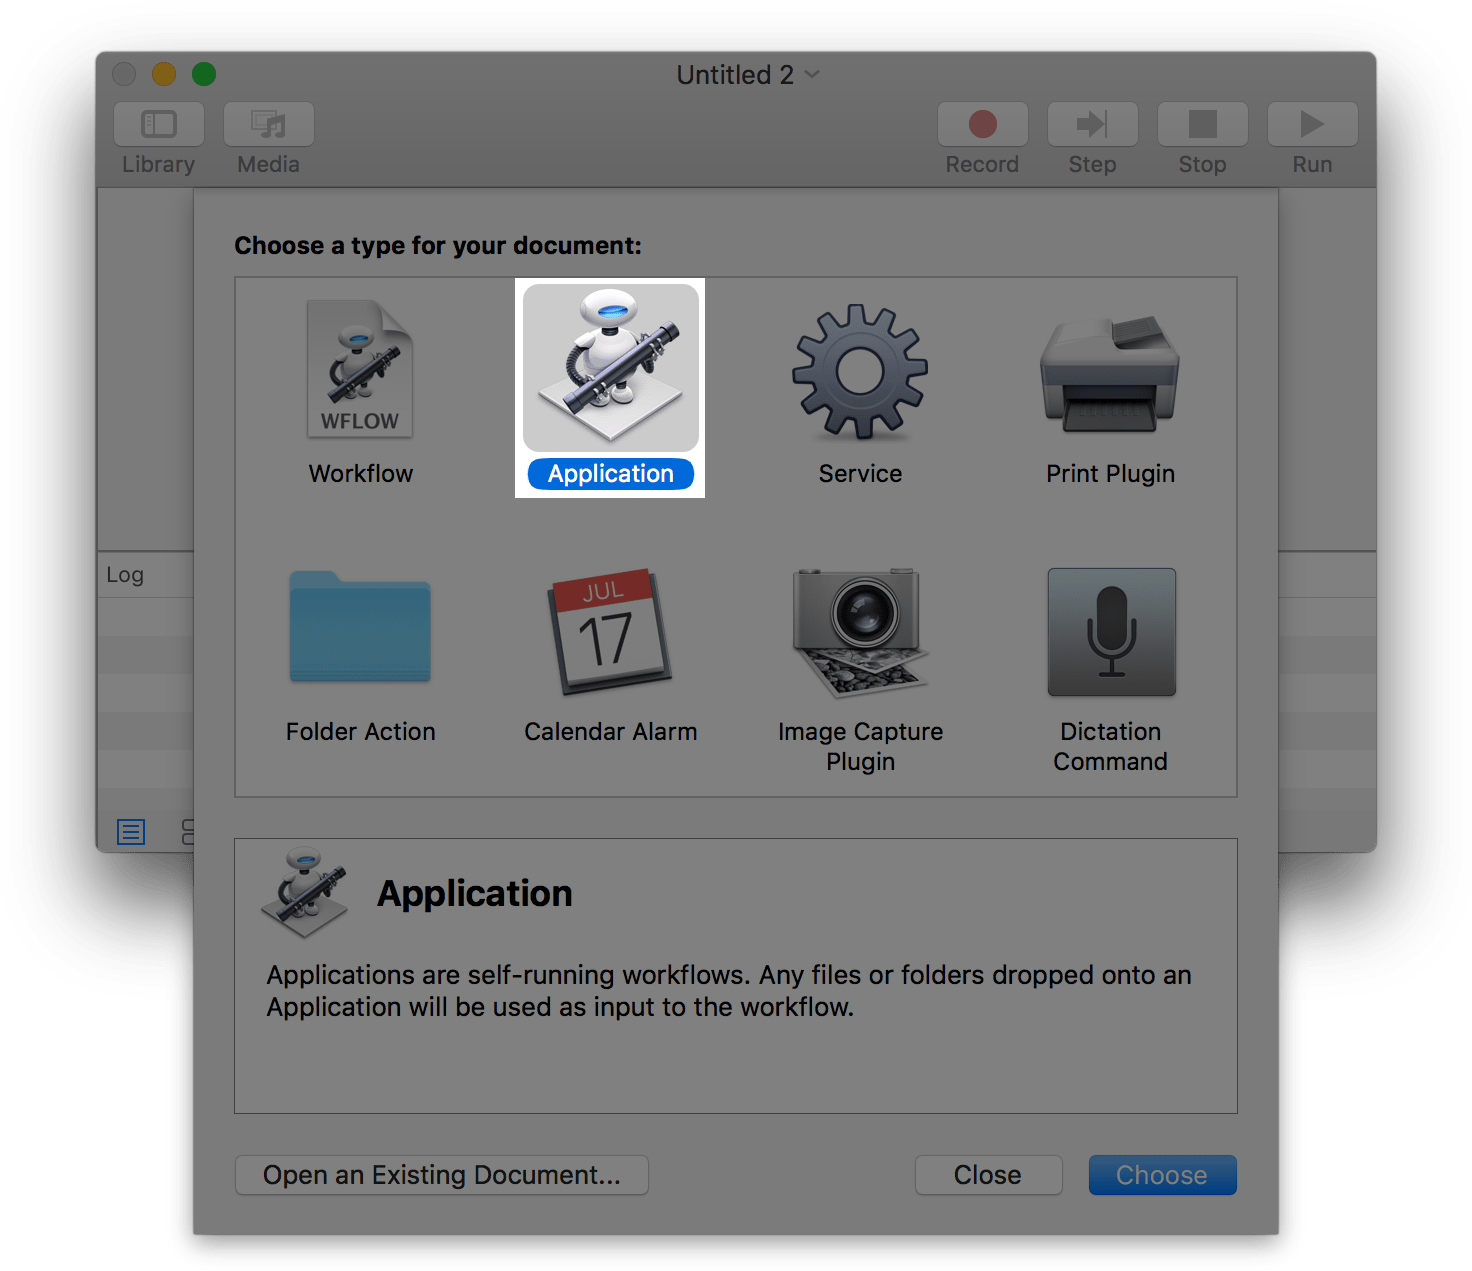 Untitled 2
Library
Media
Record
Step
Stop
Run
Choose a type for your document:
WFLOW
Workflow
Application
Service
Print Plugin
Log
JUL
17
Folder Action
Calendar Alarm
Image Capture
Plugin
Dictation
Command
Application
Applications are self-running workflows. Any files or folders dropped onto an
Application will be used as input to the workflow.
Open an Existing Document...
Close
Choose